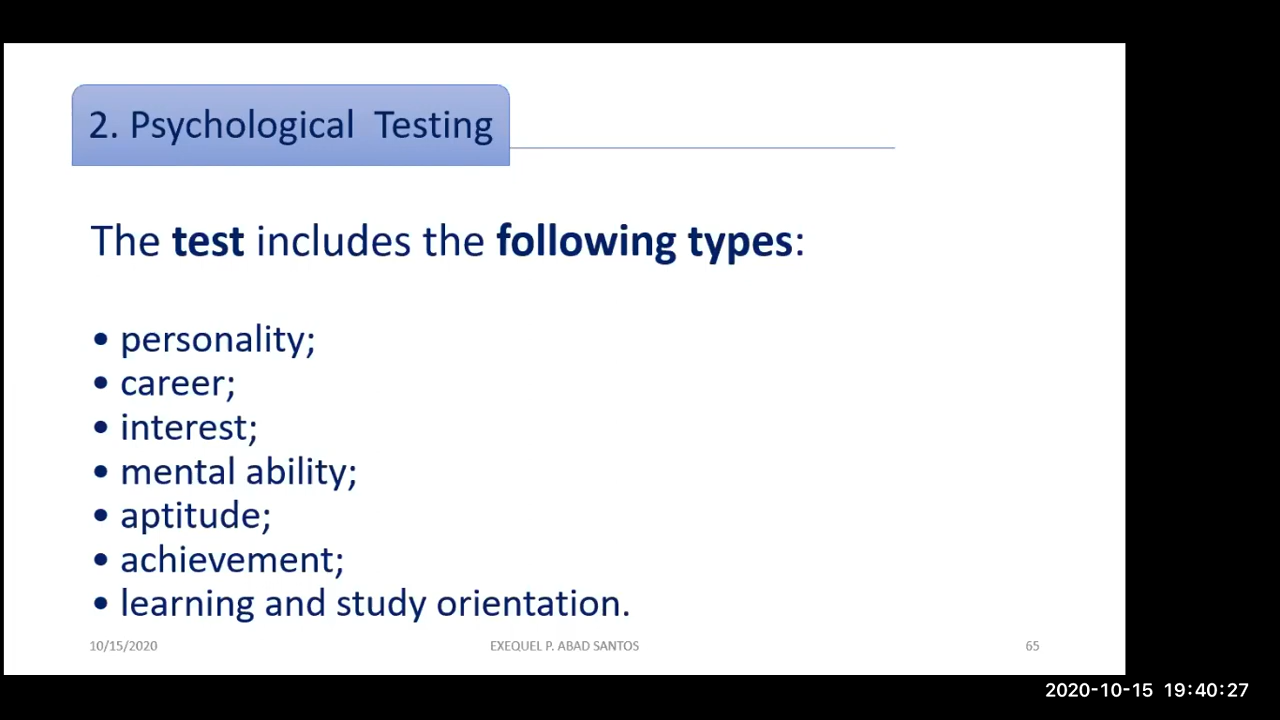 2. Psychological Testing
The test includes the following types:
• personality;
• career;
• interest;
• mental ability;
• aptitude;
• achievement;
• learning and study orientation.
10/15/2020 EXEQUEL P. ABAD SANTOS 65
2020-10-15 19:40:27